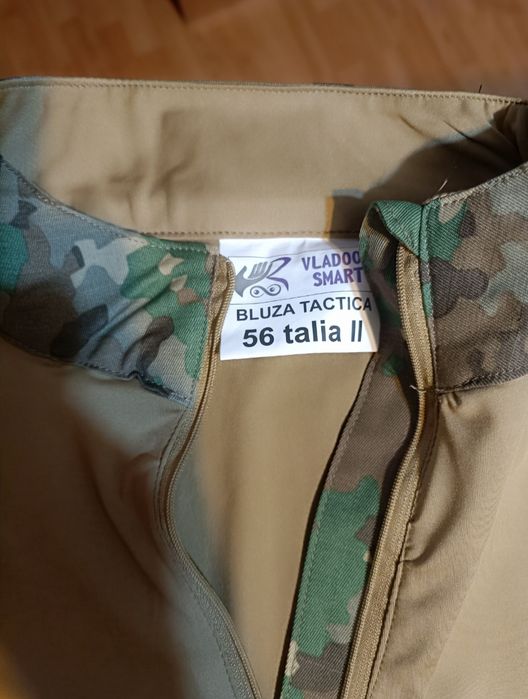 VLADOO
SMART
BLUZA TACTICA
56 talia II